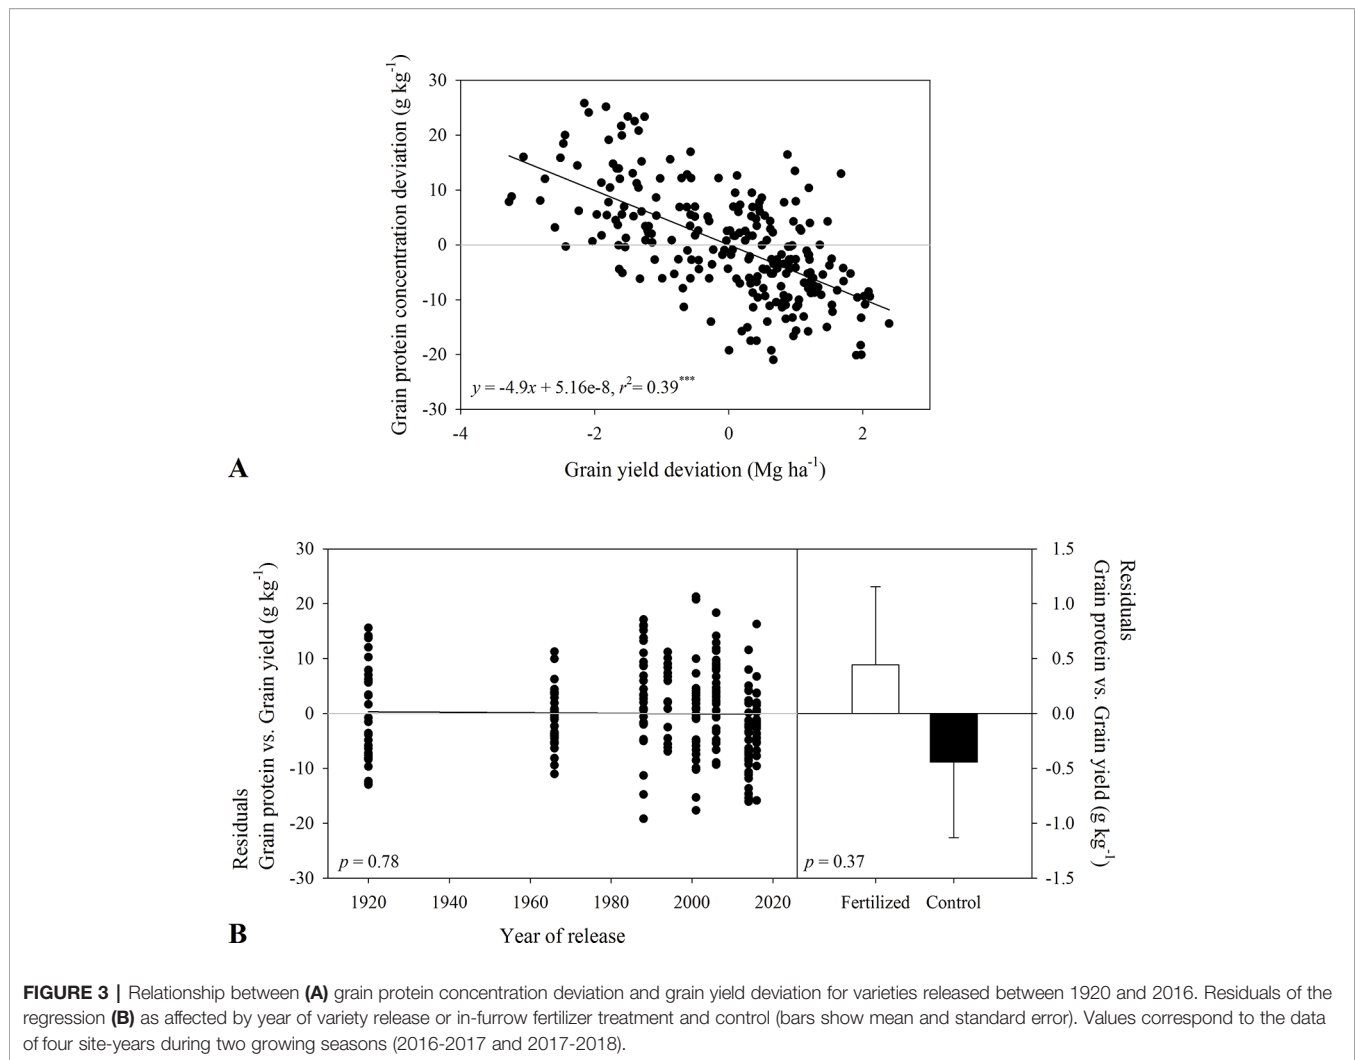 Grain protein concentration deviation (g kg-1)
30
20
10
0
-10
-20
-30
y = -4.9x + 5.16e-8, r2= 0.39***
-4
-2
0
2
Grain yield deviation (Mg ha-1)
A
Residuals
Grain protein vs. Grain yield (g kg-1)
30
20
10
0
-10
-20
-30
p = 0.78
p = 0.37
1.5
1.0
0.5
0.0
-0.5
-1.0
-1.5
Residuals
Grain protein vs. Grain yield (g kg-1)
1920
1940
1960
1980
2000
2020
Fertilized
Control
Year of release
B
FIGURE 3 | Relationship between (A) grain protein concentration deviation and grain yield deviation for varieties released between 1920 and 2016. Residuals of the
regression (B) as affected by year of variety release or in-furrow fertilizer treatment and control (bars show mean and standard error). Values correspond to the data
of four site-years during two growing seasons (2016-2017 and 2017-2018).